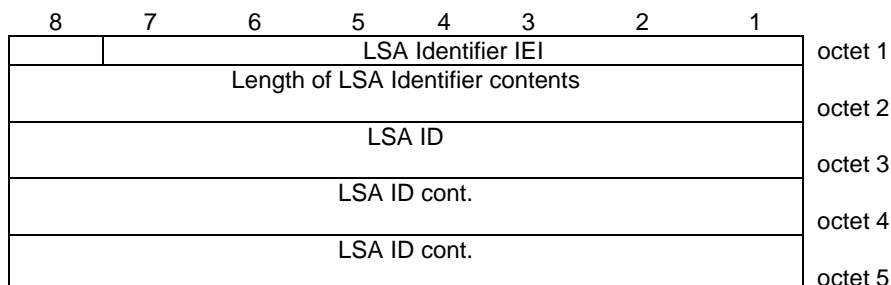 8 7 6 5 4 3 2 1
LSA Identifier IEI octet 1
Length of LSA Identifier contents
octet 2
LSA ID
octet 3
LSA ID cont.
octet 4
LSA ID cont.
octet 5